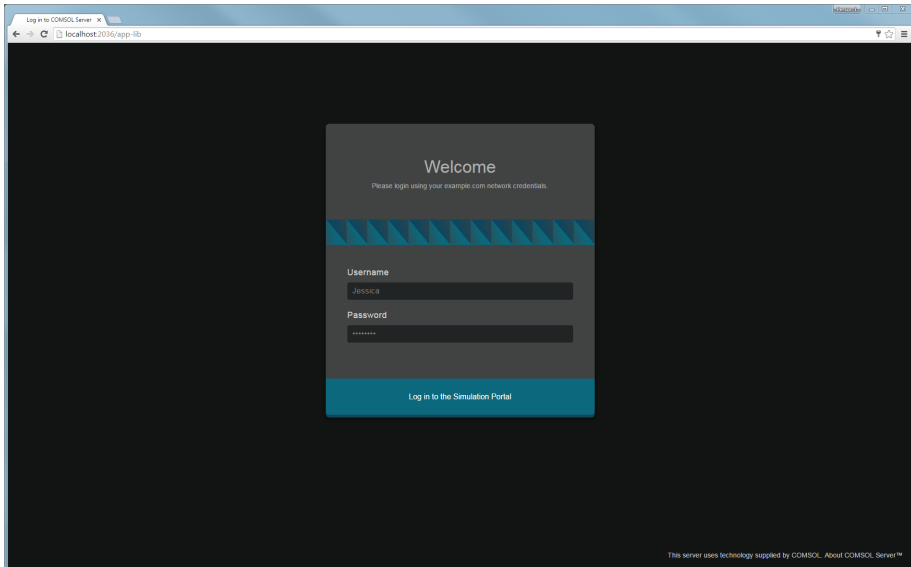 Log in to COMSOL Server
localhost:2036/app-lib
Welcome
Please login using your example.com network credentials.
Username
Jessica
Password
••••••••
Log in to the Simulation Portal
This server uses technology supplied by COMSOL. About COMSOL Server™